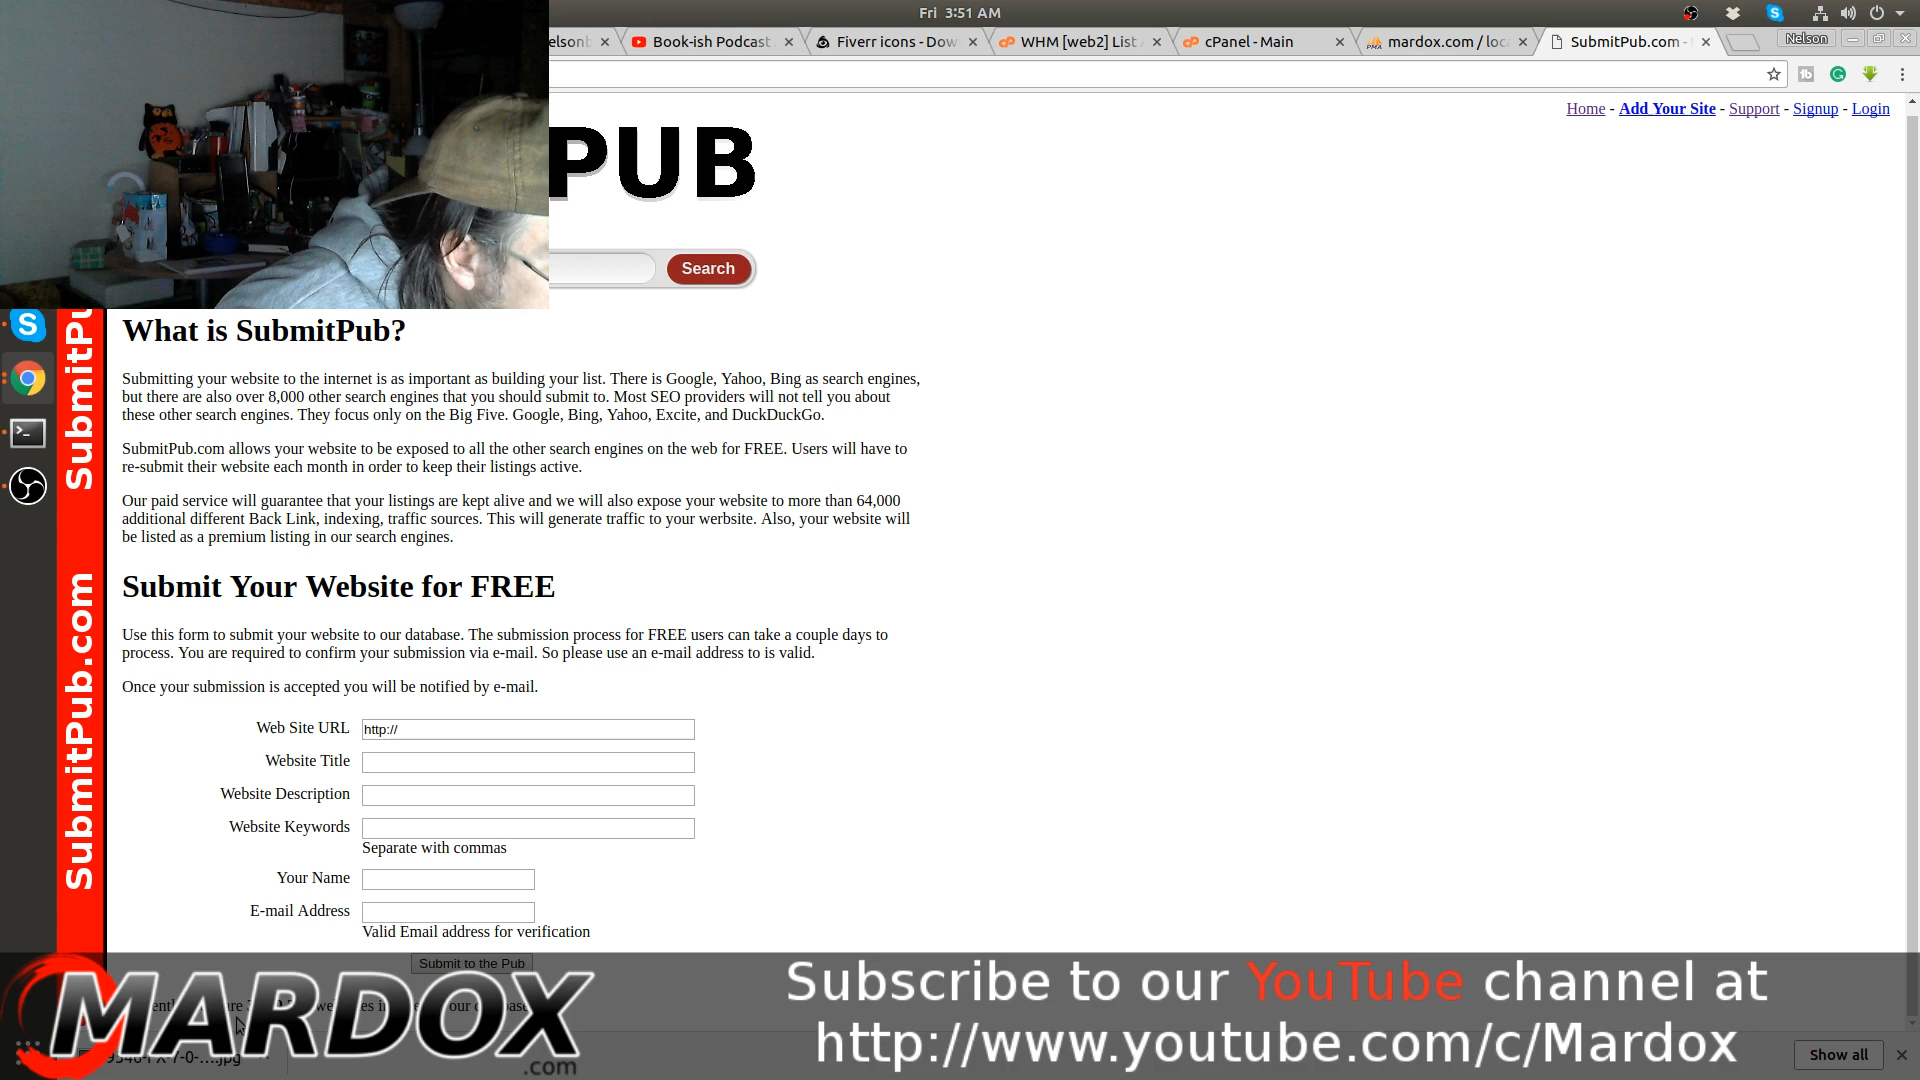 Fri 3:51 AM
elsonb
Book-ish Podcast
Fiverr icons - Dow
WHM [web2] List
cPanel - Main
mardox.com / loc
SubmitPub.com -
Nelson
Home - Add Your Site - Support - Signup - Login
PUB
Search
What is SubmitPub?
Submitting your website to the internet is as important as building your list. There is Google, Yahoo, Bing as search engines,
but there are also over 8,000 other search engines that you should submit to. Most SEO providers will not tell you about
these other search engines. They focus only on the Big Five. Google, Bing, Yahoo, Excite, and DuckDuckGo.
SubmitPub.com allows your website to be exposed to all the other search engines on the web for FREE. Users will have to
re-submit their website each month in order to keep their listings active.
Our paid service will guarantee that your listings are kept alive and we will also expose your website to more than 64,000
additional different Back Link, indexing, traffic sources. This will generate traffic to your werbsite. Also, your website will
be listed as a premium listing in our search engines.
Submit Your Website for FREE
Use this form to submit your website to our database. The submission process for FREE users can take a couple days to
process. You are required to confirm your submission via e-mail. So please use an e-mail address to is valid.
Once your submission is accepted you will be notified by e-mail.
Web Site URL http://
Website Title
Website Description
Website Keywords
Separate with commas
Your Name
E-mail Address
Valid Email address for verification
Submit to the Pub
SubmitPu
SubmitPub.com
MARDOX
.com
Subscribe to our YouTube channel at
http://www.youtube.com/c/Mardox
Show all